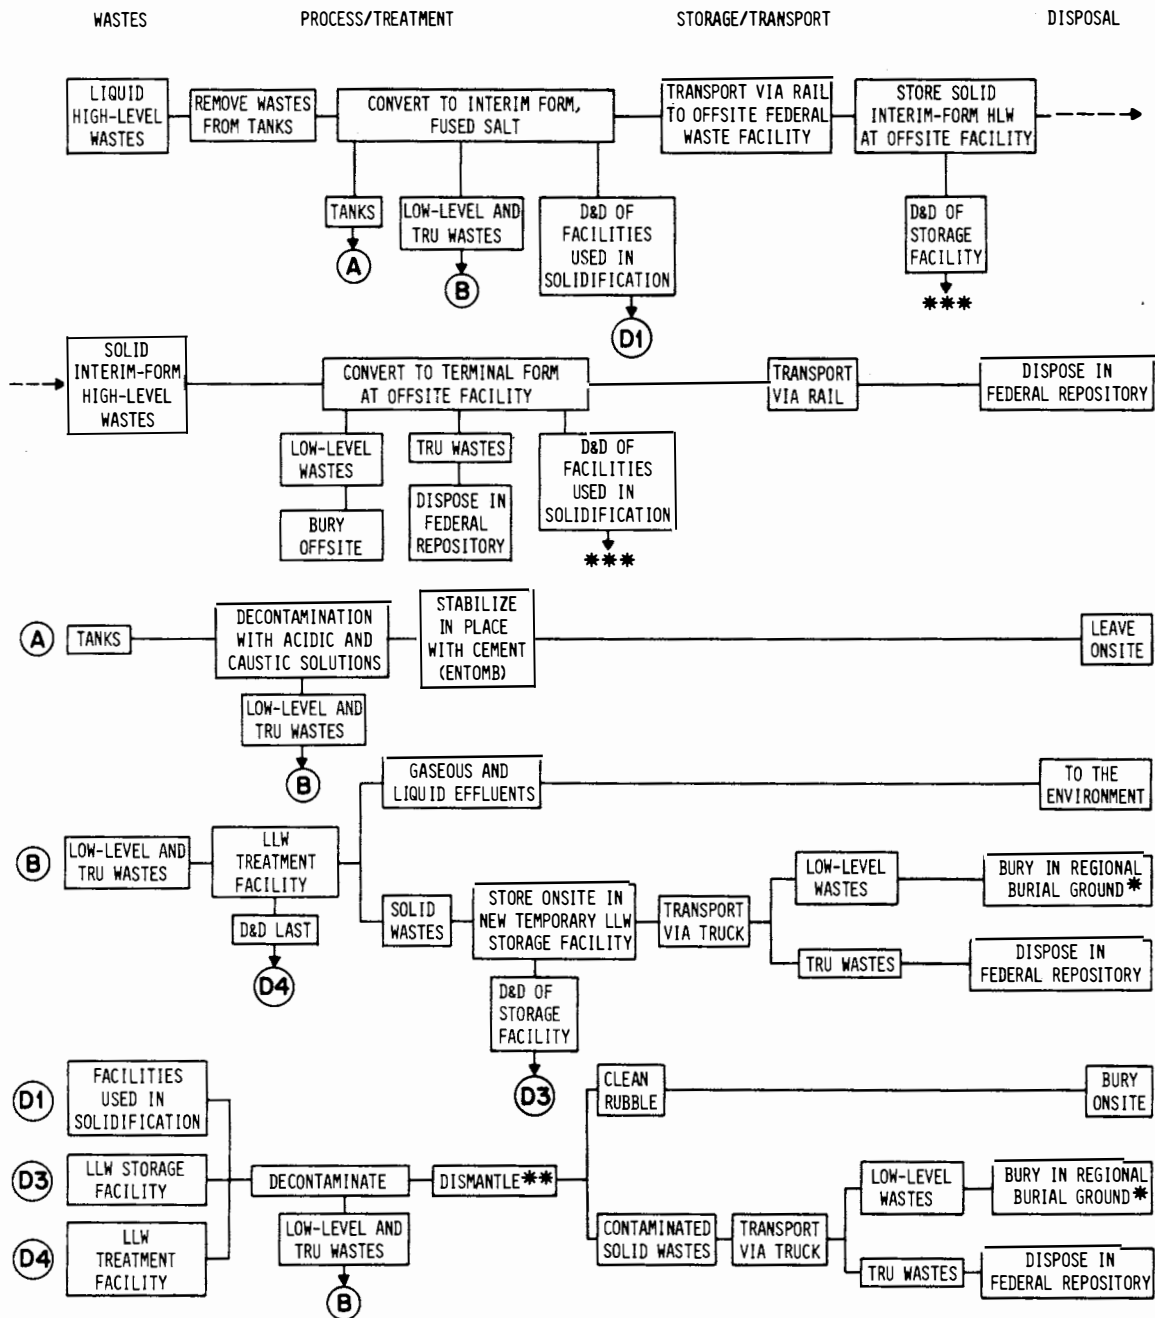 WASTES
PROCESS/TREATMENT
STORAGE/TRANSPORT
DISPOSAL
LIQUID
HIGH-LEVEL
WASTES
REMOVE WASTES
FROM TANKS
CONVERT TO INTERIM FORM,
FUSED SALT
TRANSPORT VIA RAIL
TO OFFSITE FEDERAL
WASTE FACILITY
STORE SOLID
INTERIM-FORM HLW
AT OFFSITE FACILITY
TANKS
A
LOW-LEVEL AND
TRU WASTES
B
D&D OF
FACILITIES
USED IN
SOLIDIFICATION
D1
D&D OF
STORAGE
FACILITY
***
SOLID
INTERIM-FORM
HIGH-LEVEL
WASTES
CONVERT TO TERMINAL FORM
AT OFFSITE FACILITY
TRANSPORT
VIA RAIL
DISPOSE IN
FEDERAL REPOSITORY
LOW-LEVEL
WASTES
BURY
OFFSITE
TRU WASTES
DISPOSE IN
FEDERAL
REPOSITORY
D&D OF
FACILITIES
USED IN
SOLIDIFICATION
***
A
TANKS
DECONTAMINATION
WITH ACIDIC AND
CAUSTIC SOLUTIONS
STABILIZE
IN PLACE
WITH CEMENT
(ENTOMB)
LEAVE
ONSITE
LOW-LEVEL AND
TRU WASTES
B
GASEOUS AND
LIQUID EFFLUENTS
TO THE
ENVIRONMENT
B
LOW-LEVEL AND
TRU WASTES
LLW
TREATMENT
FACILITY
D&D LAST
D4
SOLID
WASTES
STORE ONSITE IN
NEW TEMPORARY LLW
STORAGE FACILITY
TRANSPORT
VIA TRUCK
LOW-LEVEL
WASTES
BURY IN REGIONAL
BURIAL GROUND*
TRU WASTES
DISPOSE IN
FEDERAL REPOSITORY
D&D OF
STORAGE
FACILITY
D3
D1
FACILITIES
USED IN
SOLIDIFICATION
D3
LLW STORAGE
FACILITY
D4
LLW
TREATMENT
FACILITY
DECONTAMINATE
LOW-LEVEL AND
TRU WASTES
B
DISMANTLE**
CLEAN
RUBBLE
BURY
ONSITE
CONTAMINATED
SOLID WASTES
TRANSPORT
VIA TRUCK
LOW-LEVEL
WASTES
BURY IN REGIONAL
BURIAL GROUND*
TRU WASTES
DISPOSE IN
FEDERAL REPOSITORY